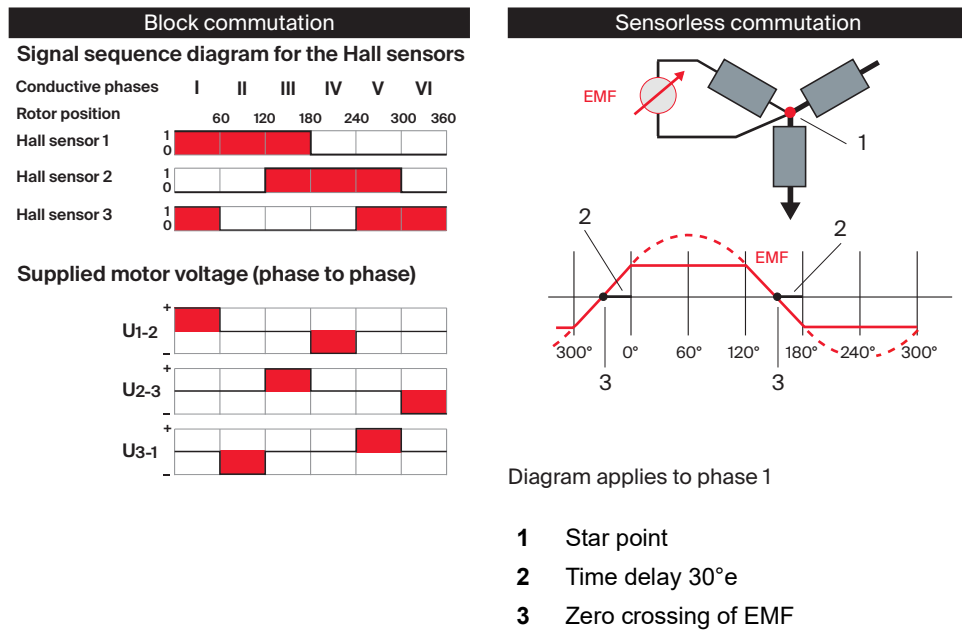 Block commutation
Signal sequence diagram for the Hall sensors
Conductive phases I II III IV V VI
Rotor position 60 120 180 240 300 360
Hall sensor 1 1 0
Hall sensor 2 1 0
Hall sensor 3 1 0
Supplied motor voltage (phase to phase)
U1-2 + –
U2-3 + –
U3-1 + –
Sensorless commutation
EMF
1
2 2
EMF
300° 0° 60° 120° 180° 240° 300°
3 3
Diagram applies to phase 1
1 Star point
2 Time delay 30°e
3 Zero crossing of EMF